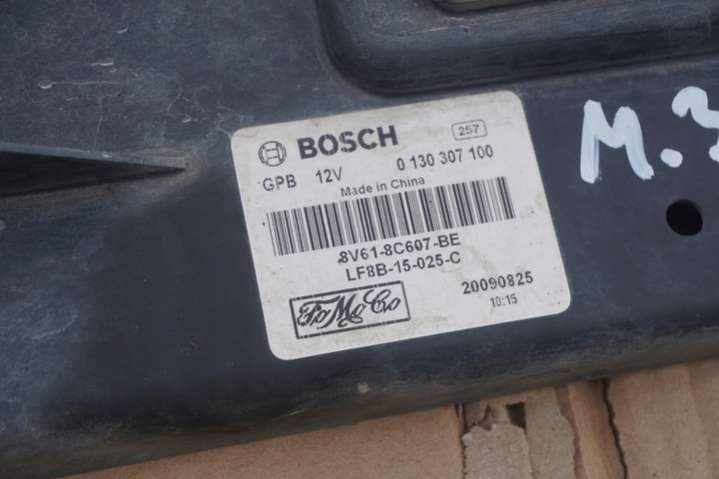 BOSCH
257
GPB 12V 0 130 307 100
Made in China
8V61-8C607-BE
LF8B-15-025-C
20090825
10:15
FoMoCo
M.3